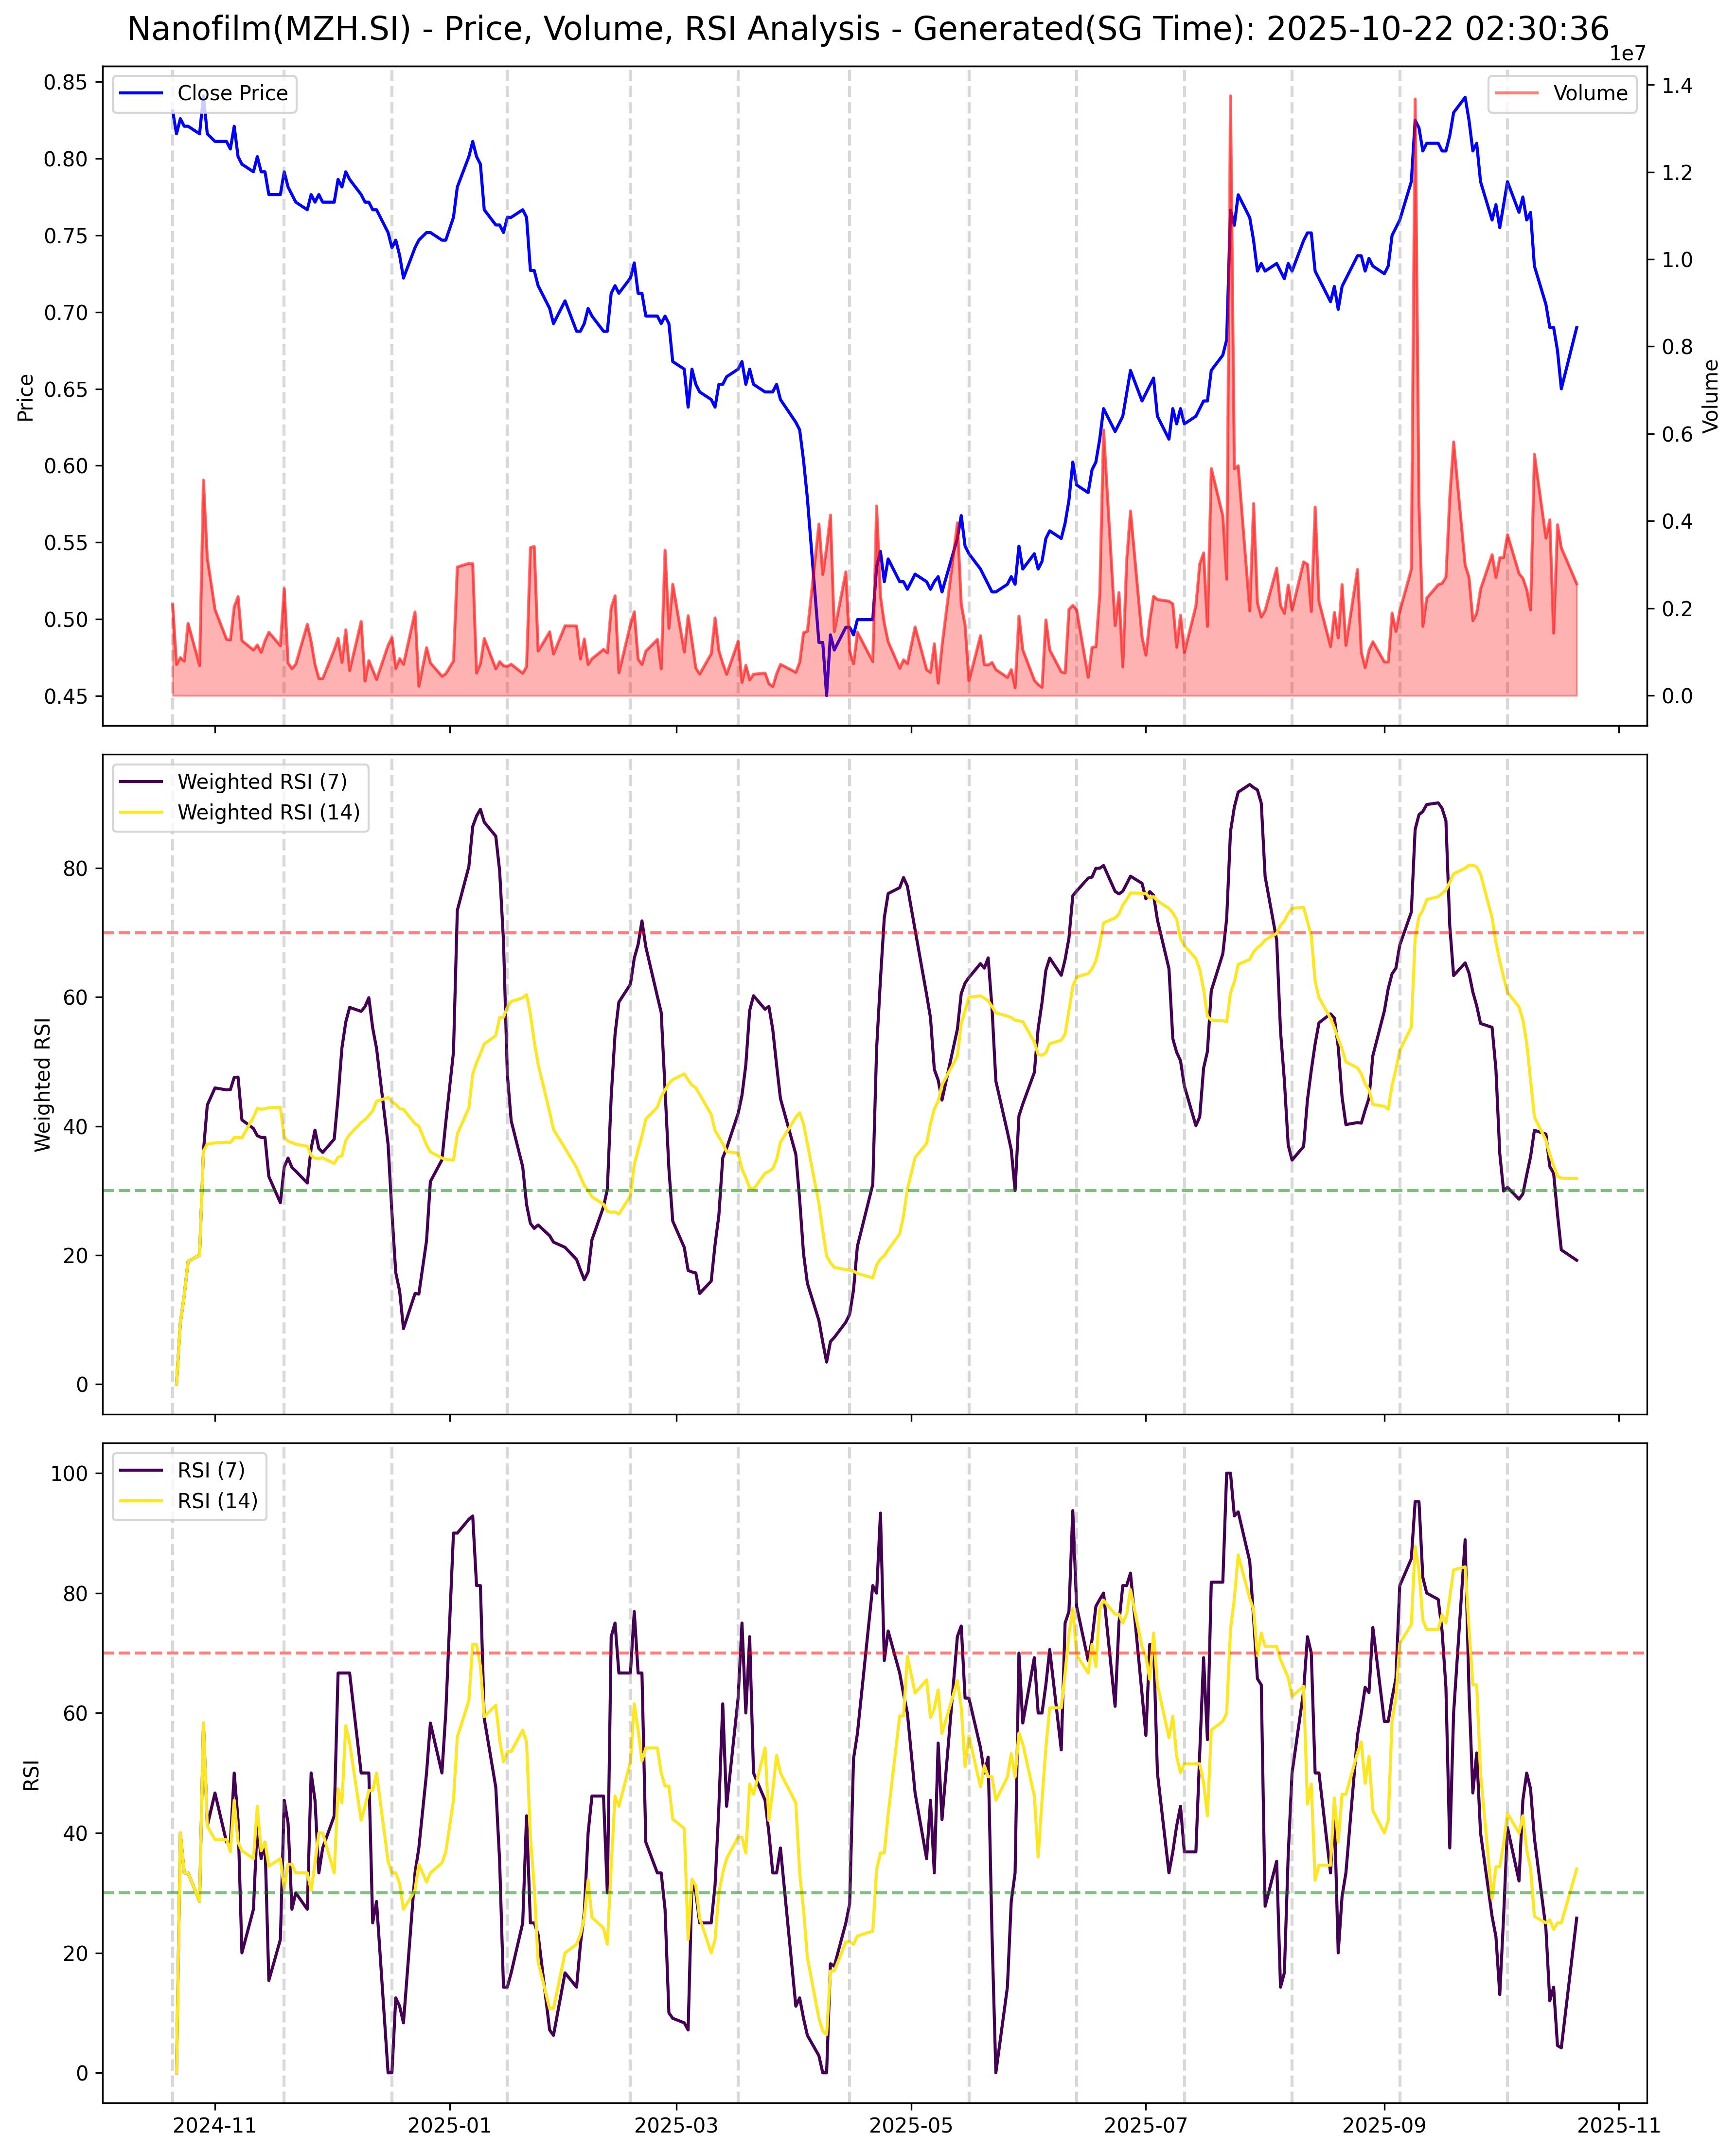 Nanofilm(MZH.SI) - Price, Volume, RSI Analysis - Generated(SG Time): 2025-10-22 02:30:36
1e7
Close Price
Volume
0.85
0.80
0.75
0.70
0.65
0.60
0.55
0.50
0.45
Price
1.4
1.2
1.0
0.8
0.6
0.4
0.2
0.0
Volume
Weighted RSI (7)
Weighted RSI (14)
80
60
40
20
0
Weighted RSI
RSI (7)
RSI (14)
100
80
60
40
20
0
RSI
2024-11
2025-01
2025-03
2025-05
2025-07
2025-09
2025-11